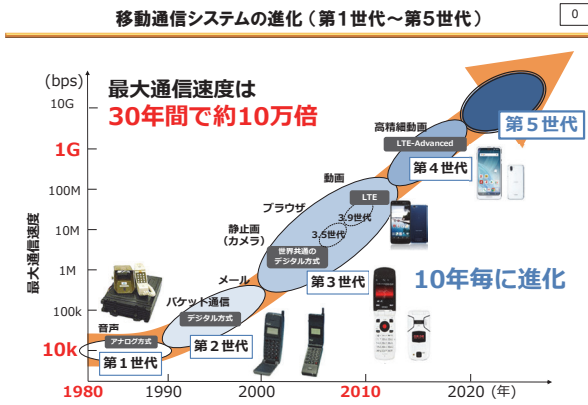 移動通信システムの進化（第１世代～第５世代）
0
(bps)
最大通信速度は
30年間で約10万倍
10G
1G
100M
10M
1M
100k
10k
最大通信速度
高精細動画
LTE-Advanced
第５世代
第４世代
動画
LTE
ブラウザ
3.9世代
3.5世代
静止画
（カメラ）
世界共通の
デジタル方式
第３世代
10年毎に進化
メール
パケット通信
デジタル方式
第２世代
音声
アナログ方式
第１世代
1980
1990
2000
2010
2020
(年)